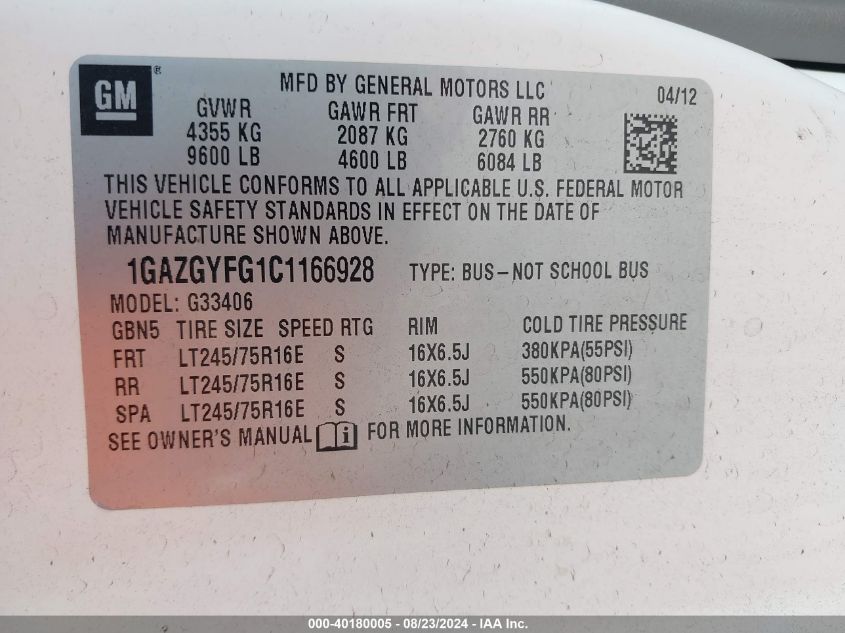 GM ®
MFD BY GENERAL MOTORS LLC 04/12
GVWR GAWR FRT GAWR RR
4355 KG 2087 KG 2760 KG
9600 LB 4600 LB 6084 LB
THIS VEHICLE CONFORMS TO ALL APPLICABLE U.S. FEDERAL MOTOR
VEHICLE SAFETY STANDARDS IN EFFECT ON THE DATE OF
MANUFACTURE SHOWN ABOVE.
1GAZGYFG1C1166928 TYPE: BUS–NOT SCHOOL BUS
MODEL: G33406
GBN5 TIRE SIZE SPEED RTG RIM COLD TIRE PRESSURE
FRT LT245/75R16E S 16X6.5J 380KPA(55PSI)
RR LT245/75R16E S 16X6.5J 550KPA(80PSI)
SPA LT245/75R16E S 16X6.5J 550KPA(80PSI)
SEE OWNER'S MANUAL i FOR MORE INFORMATION.
000-40180005 - 08/23/2024 - IAA Inc.